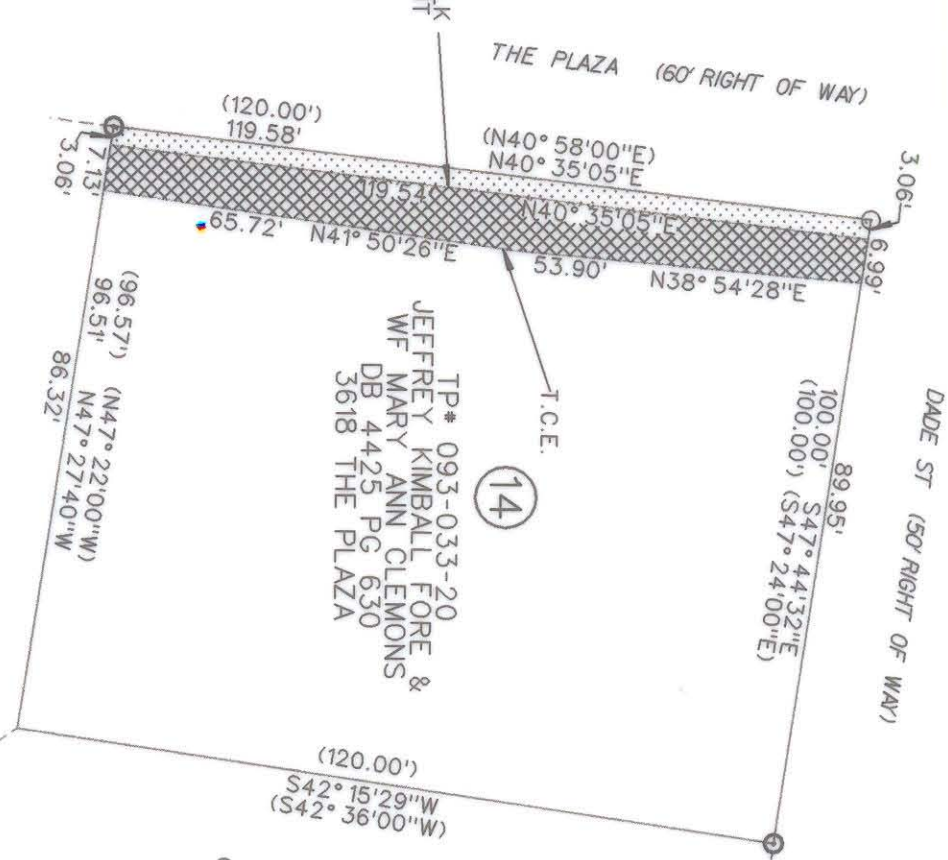 THE PLAZA (60' RIGHT OF WAY)
(120.00')
119.58'
(N40° 58'00"E)
N40° 35'05"E
119.54'
N40° 35'05"E
3.06'
6.99'
7.13'
3.06'
65.72' N41° 50'26"E
53.90' N38° 54'28"E
T.C.E.
DADE ST (50' RIGHT OF WAY)
89.95'
100.00' S47° 44'32"E
(100.00') (S47° 24'00"E)
14
TP# 093-033-20
JEFFREY KIMBALL FORE &
WF MARY ANN CLEMONS
DB 4425 PG 630
3618 THE PLAZA
(96.57') (N47° 22'00"W)
96.51' N47° 27'40"W
86.32'
(120.00')
S42° 15'29"W
(S42° 36'00"W)